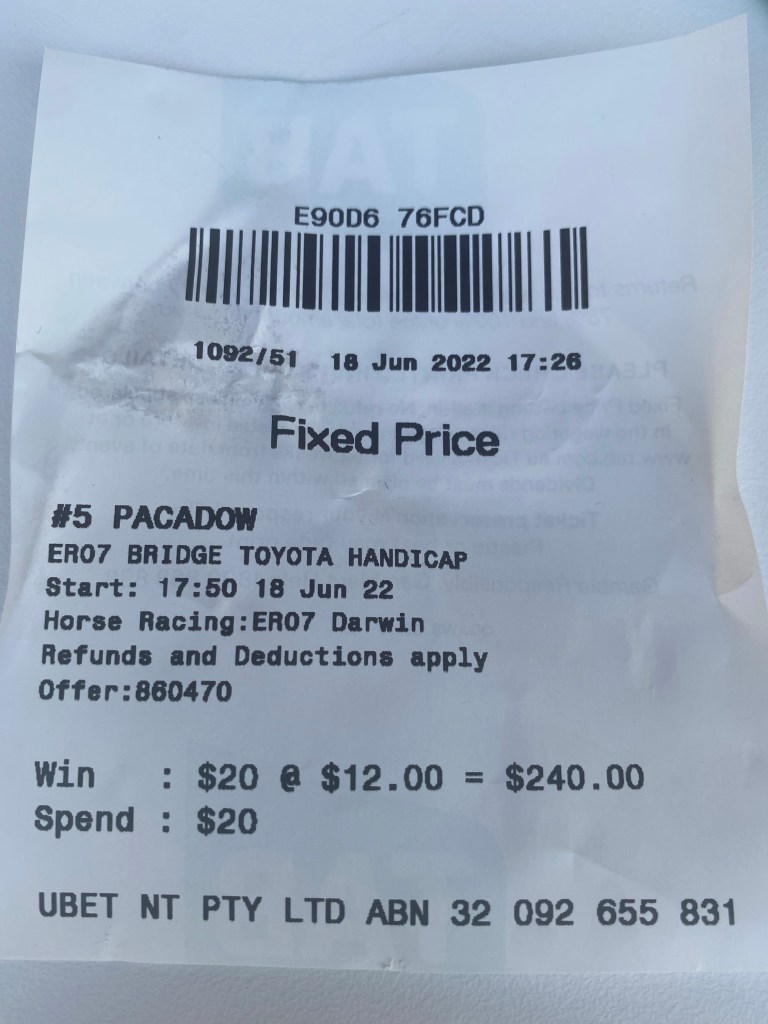 E90D6 76FCD
1092/51 18 Jun 2022 17:26
Fixed Price
#5 PACADOW
ER07 BRIDGE TOYOTA HANDICAP
Start: 17:50 18 Jun 22
Horse Racing:ER07 Darwin
Refunds and Deductions apply
Offer:860470
Win : $20 @ $12.00 = $240.00
Spend : $20
UBET NT PTY LTD ABN 32 092 655 831